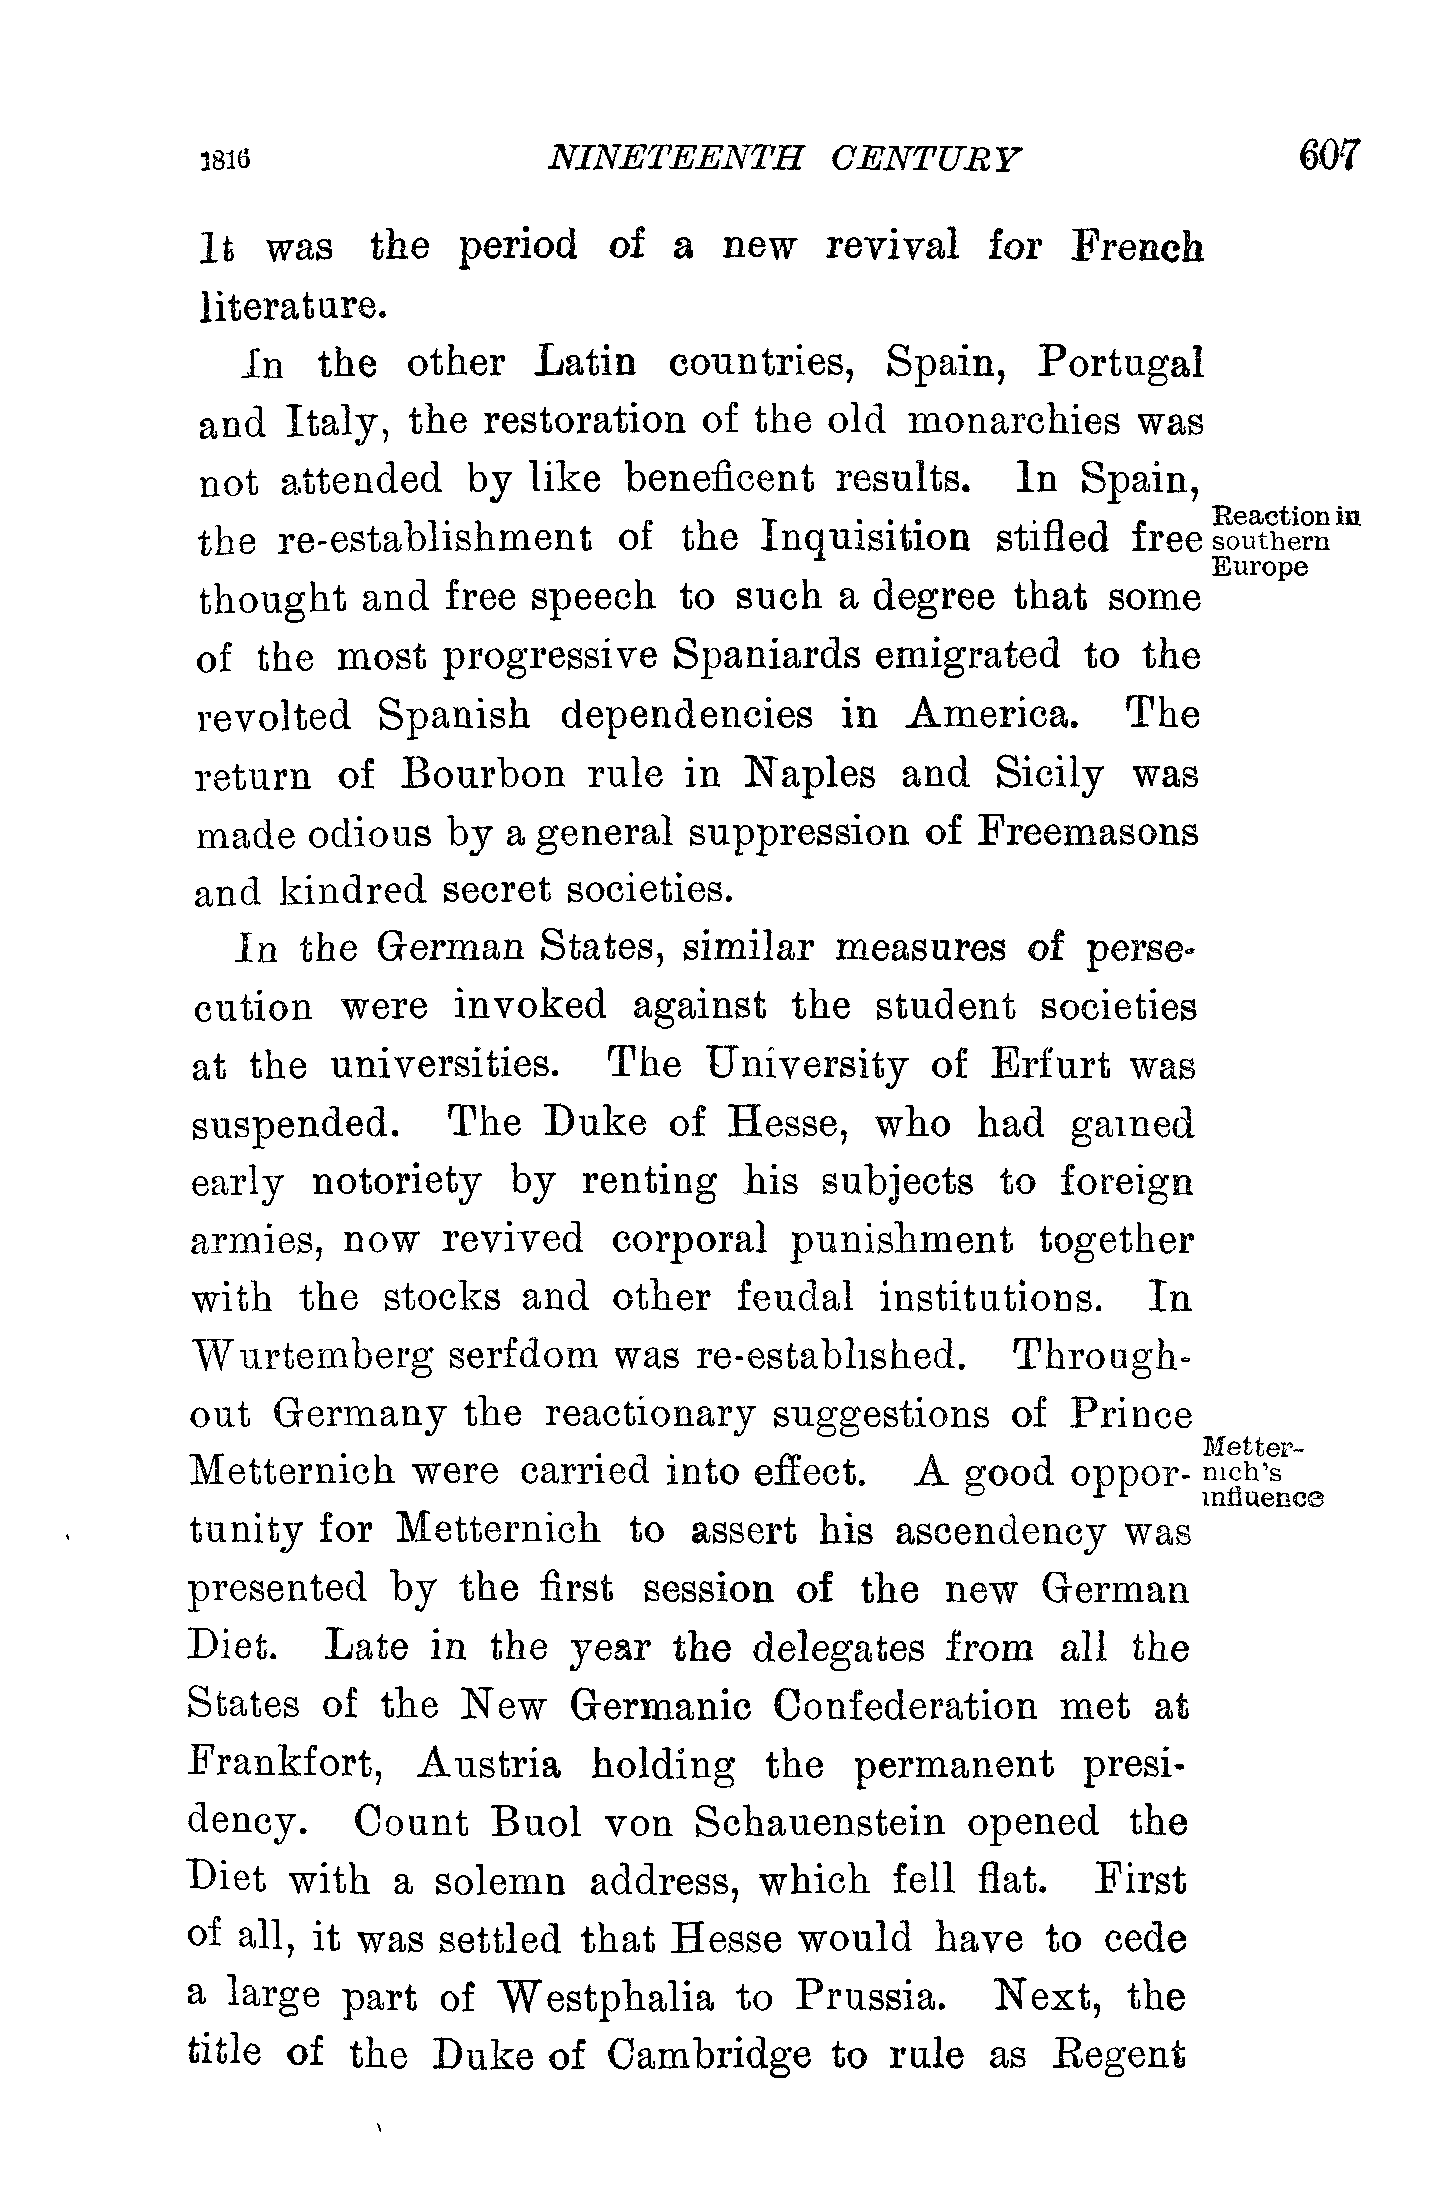 1816 NINETEENTH CENTURY 607
It was the period of a new revival for French
literature.
In the other Latin countries, Spain, Portugal
and Italy, the restoration of the old monarchies was
not attended by like beneficent results. In Spain,
the re-establishment of the Inquisition stifled free
Reaction in
southern
Europe
thought and free speech to such a degree that some
of the most progressive Spaniards emigrated to the
revolted Spanish dependencies in America. The
return of Bourbon rule in Naples and Sicily was
made odious by a general suppression of Freemasons
and kindred secret societies.
In the German States, similar measures of perse-
cution were invoked against the student societies
at the universities. The University of Erfurt was
suspended. The Duke of Hesse, who had gained
early notoriety by renting his subjects to foreign
armies, now revived corporal punishment together
with the stocks and other feudal institutions. In
Wurtemberg serfdom was re-established. Through-
out Germany the reactionary suggestions of Prince
Metternich were carried into effect. A good oppor-
Metter-
nich's
influence
tunity for Metternich to assert his ascendency was
presented by the first session of the new German
Diet. Late in the year the delegates from all the
States of the New Germanic Confederation met at
Frankfort, Austria holding the permanent presi-
dency. Count Buol von Schauenstein opened the
Diet with a solemn address, which fell flat. First
of all, it was settled that Hesse would have to cede
a large part of Westphalia to Prussia. Next, the
title of the Duke of Cambridge to rule as Regent